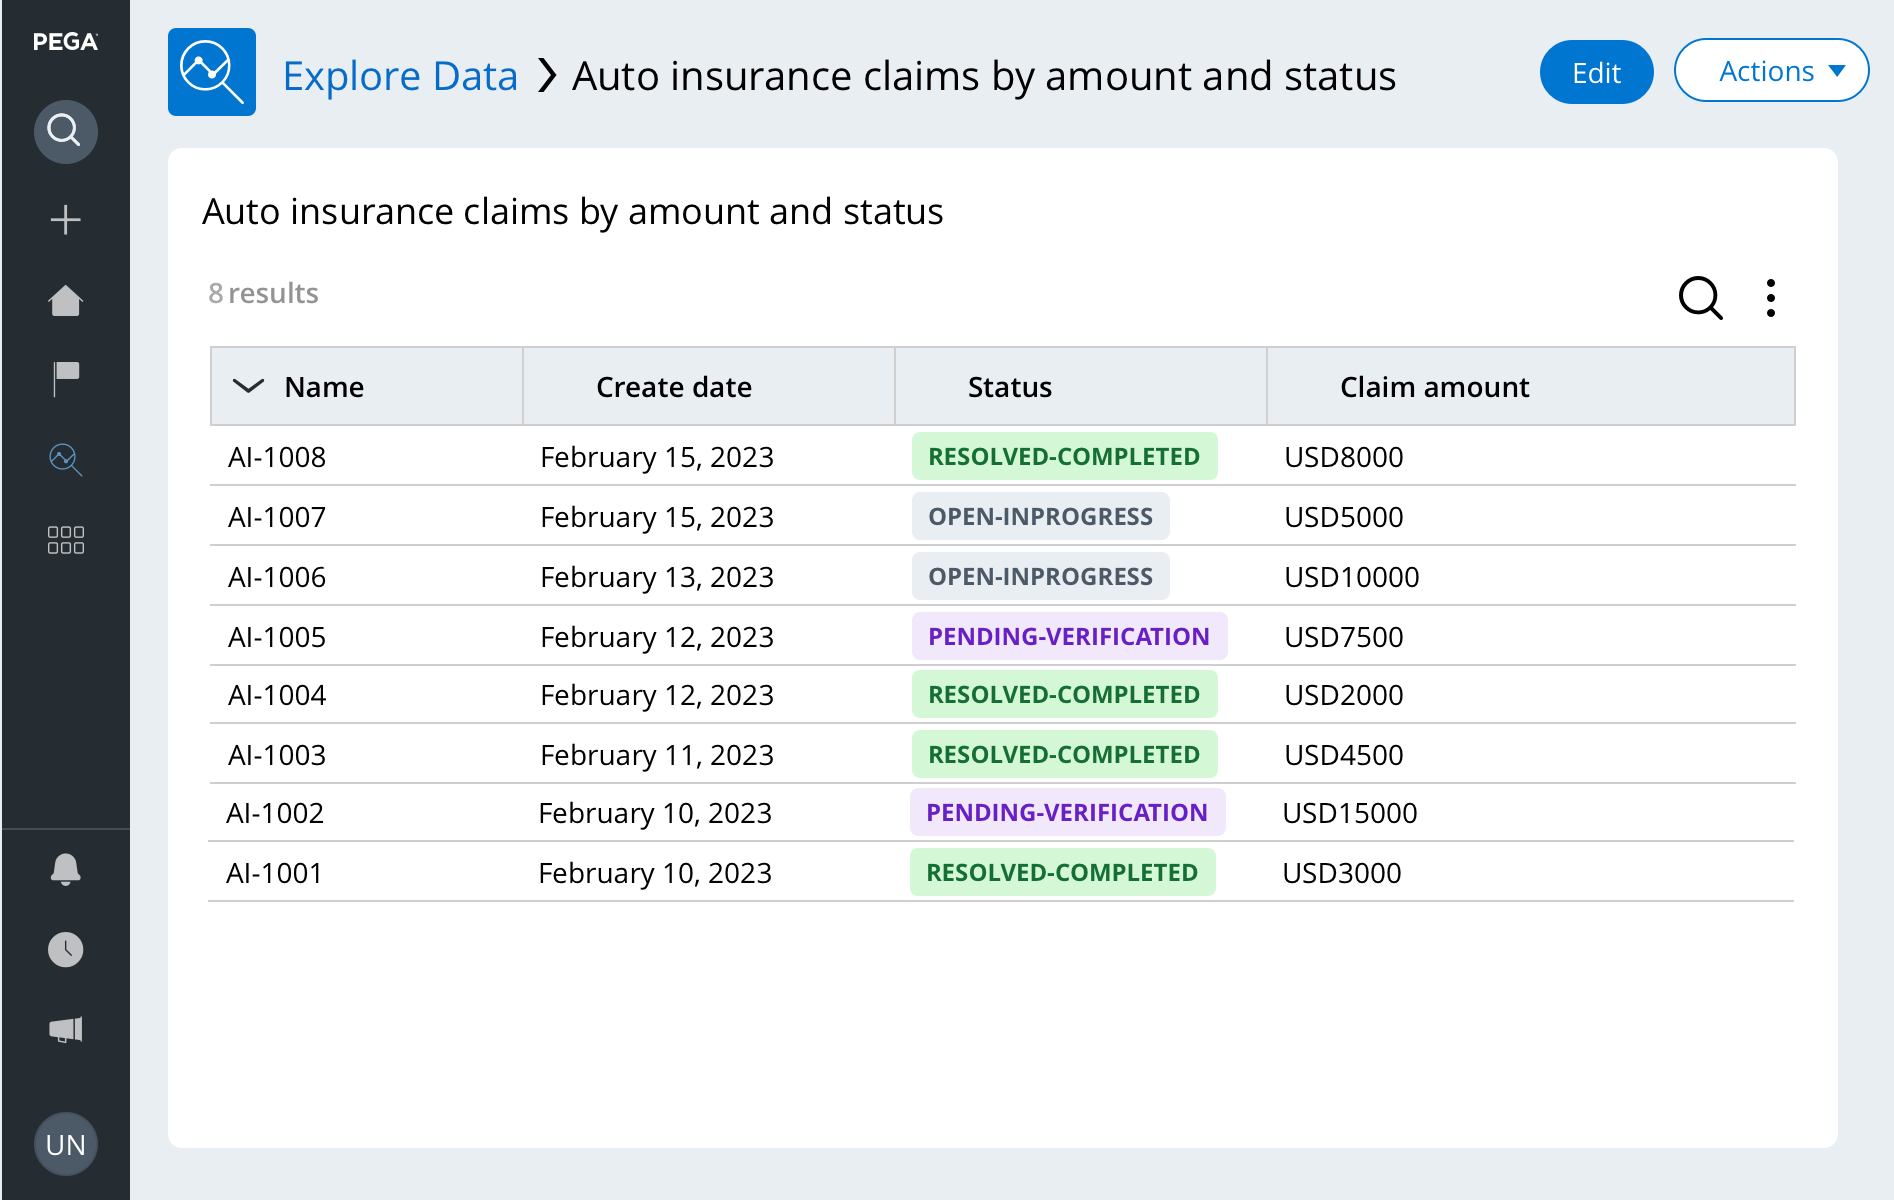 PEGA
Explore Data Auto insurance claims by amount and status
Edit
Actions
Auto insurance claims by amount and status
8 results
Name Create date Status Claim amount
AI-1008 February 15, 2023 RESOLVED-COMPLETED USD8000
AI-1007 February 15, 2023 OPEN-INPROGRESS USD5000
AI-1006 February 13, 2023 OPEN-INPROGRESS USD10000
AI-1005 February 12, 2023 PENDING-VERIFICATION USD7500
AI-1004 February 12, 2023 RESOLVED-COMPLETED USD2000
AI-1003 February 11, 2023 RESOLVED-COMPLETED USD4500
AI-1002 February 10, 2023 PENDING-VERIFICATION USD15000
AI-1001 February 10, 2023 RESOLVED-COMPLETED USD3000
UN